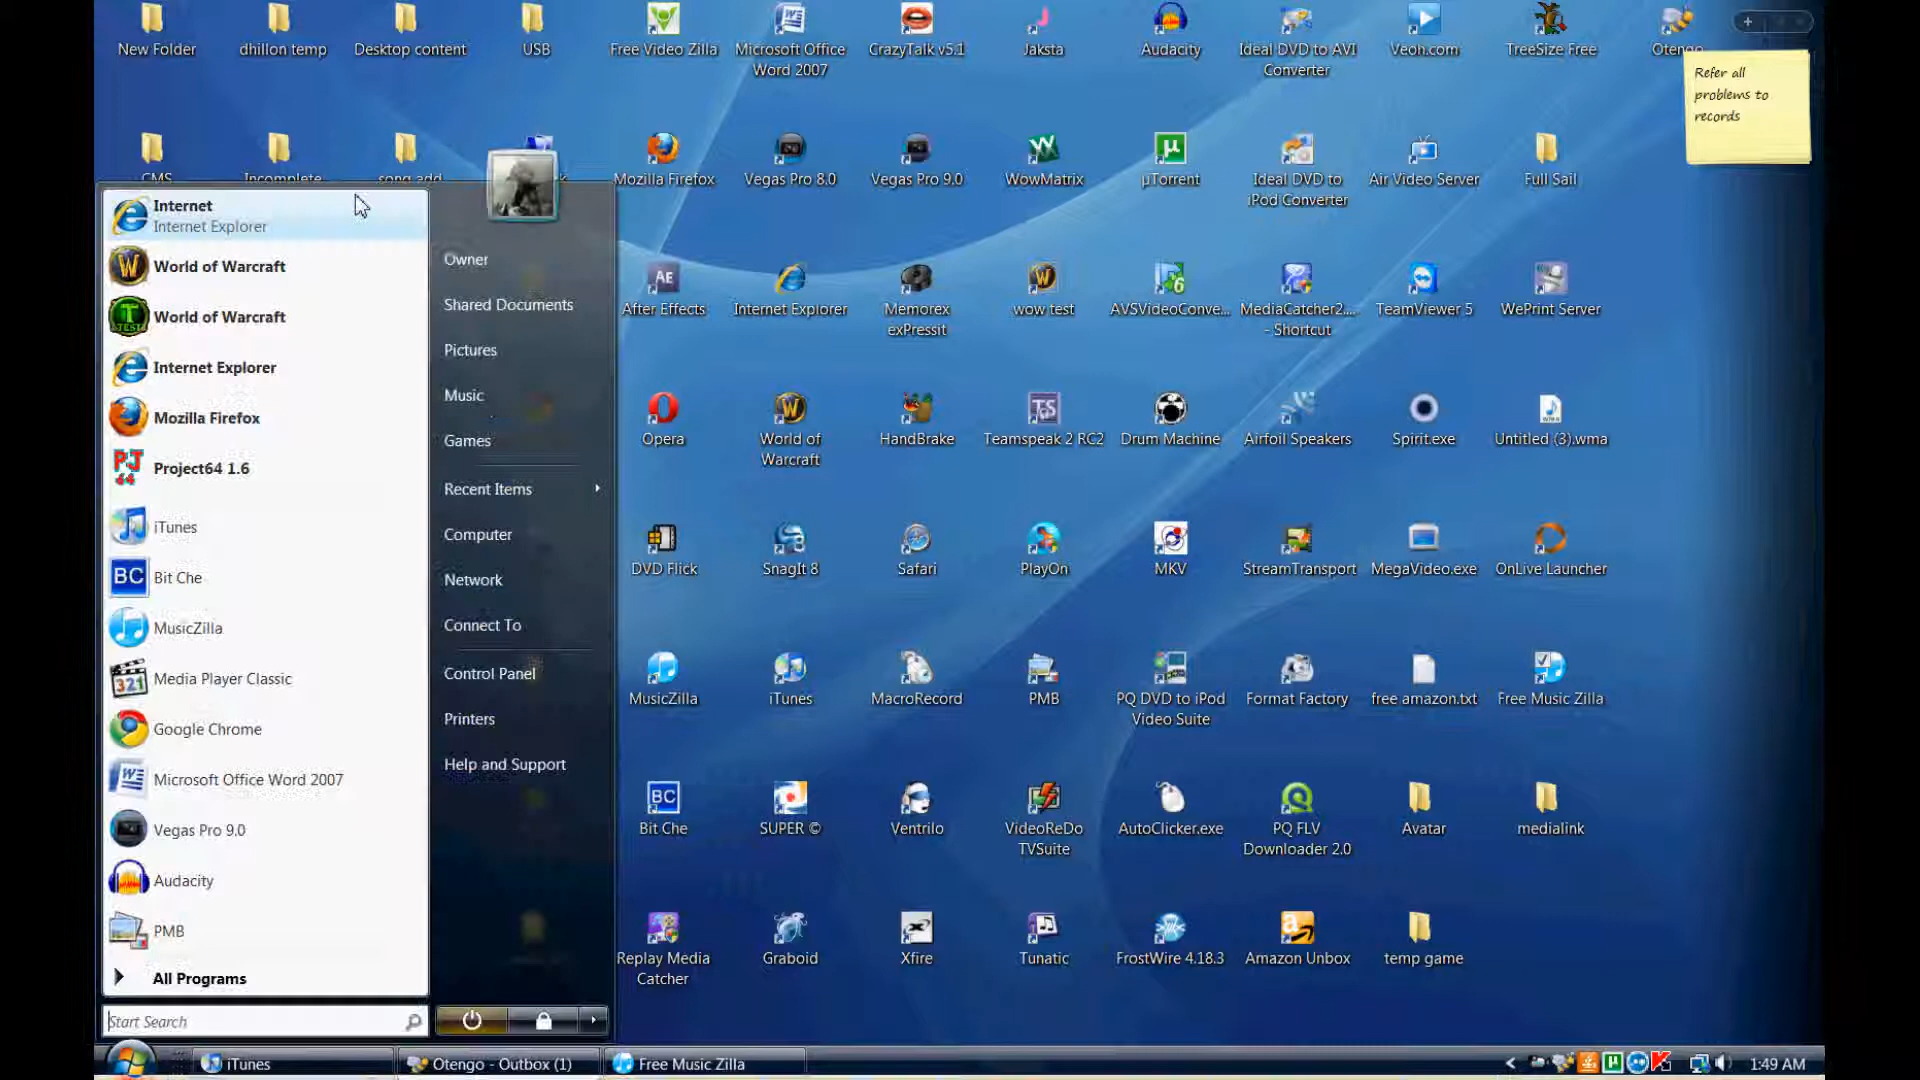 New Folder
dhillon temp
Desktop content
USB
Free Video Zilla
Microsoft Office
Word 2007
CrazyTalk v5.1
Jaksta
Audacity
Ideal DVD to AVI
Converter
Veoh.com
TreeSize Free
Otengo
Refer all
problems to
records
CMS
Incomplete
song add
Mozilla Firefox
Vegas Pro 8.0
Vegas Pro 9.0
WowMatrix
µTorrent
Ideal DVD to
iPod Converter
Air Video Server
Full Sail
After Effects
Internet Explorer
Memorex
exPressit
wow test
AVSVideoConve...
MediaCatcher2....
- Shortcut
TeamViewer 5
WePrint Server
Opera
World of
Warcraft
HandBrake
Teamspeak 2 RC2
Drum Machine
Airfoil Speakers
Spirit.exe
Untitled (3).wma
DVD Flick
SnagIt 8
Safari
PlayOn
MKV
StreamTransport
MegaVideo.exe
OnLive Launcher
MusicZilla
iTunes
MacroRecord
PMB
PQ DVD to iPod
Video Suite
Format Factory
free amazon.txt
Free Music Zilla
Bit Che
SUPER ©
Ventrilo
VideoReDo
TVSuite
AutoClicker.exe
PQ FLV
Downloader 2.0
Avatar
medialink
Replay Media
Catcher
Graboid
Xfire
Tunatic
FrostWire 4.18.3
Amazon Unbox
temp game
Internet
Internet Explorer
World of Warcraft
World of Warcraft
Internet Explorer
Mozilla Firefox
Project64 1.6
iTunes
Bit Che
MusicZilla
Media Player Classic
Google Chrome
Microsoft Office Word 2007
Vegas Pro 9.0
Audacity
PMB
All Programs
Start Search
Owner
Shared Documents
Pictures
Music
Games
Recent Items
Computer
Network
Connect To
Control Panel
Printers
Help and Support
iTunes
Otengo - Outbox (1)
Free Music Zilla
1:49 AM